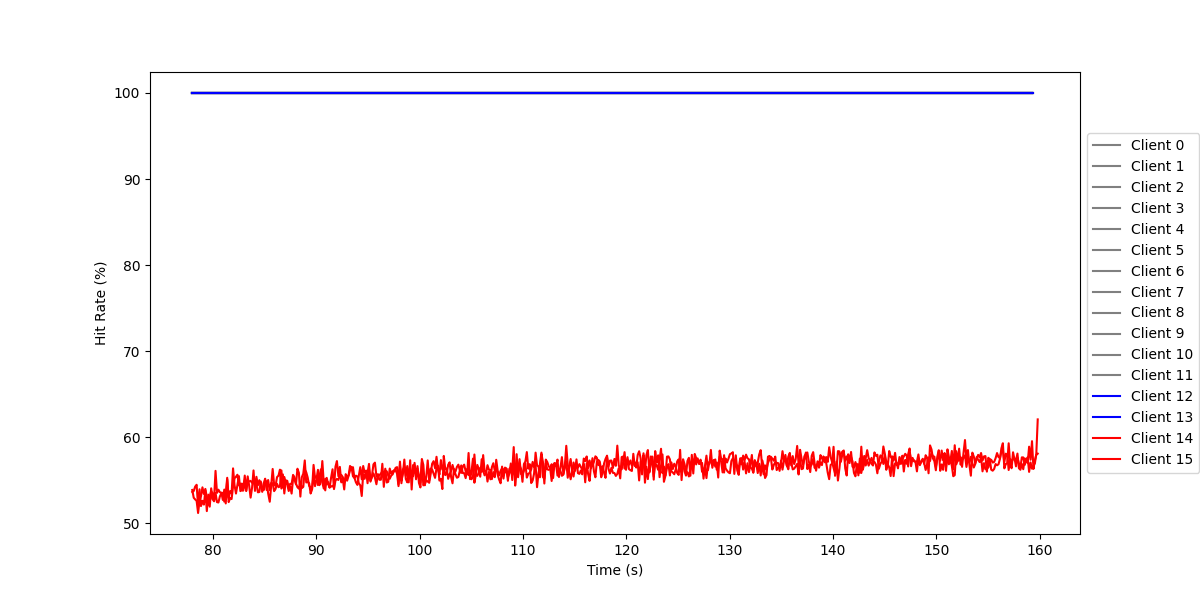 100
90
80
70
60
50
Hit Rate (%)
80 90 100 110 120 130 140 150 160
Time (s)
Client 0
Client 1
Client 2
Client 3
Client 4
Client 5
Client 6
Client 7
Client 8
Client 9
Client 10
Client 11
Client 12
Client 13
Client 14
Client 15